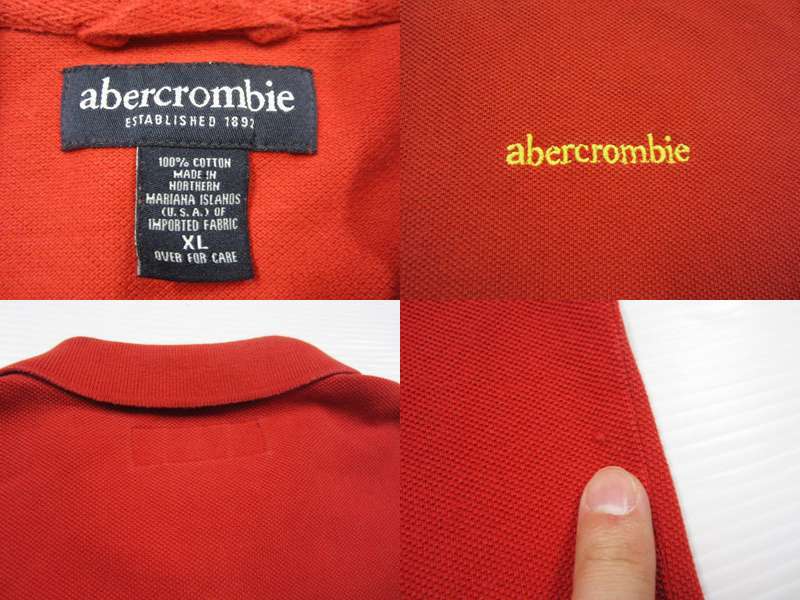 abercrombie
ESTABLISHED 1892
100% COTTON
MADE IN
NORTHERN
MARIANA ISLANDS
(U.S.A.) OF
IMPORTED FABRIC
XL
OVER FOR CARE
abercrombie